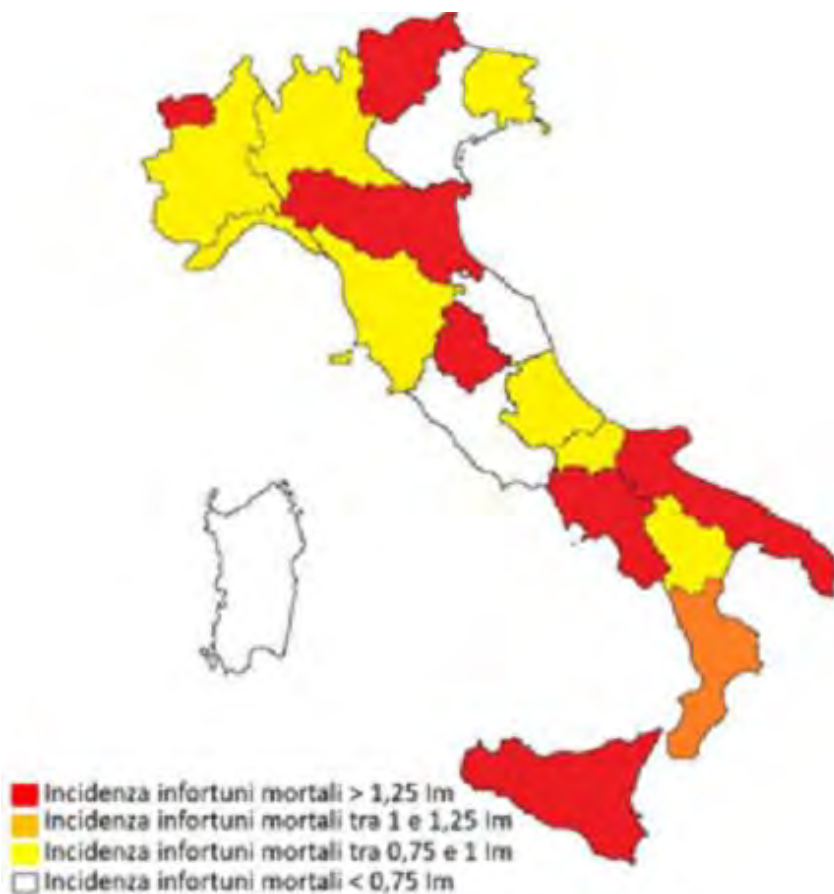 Incidenza infortuni mortali > 1,25 Im
Incidenza infortuni mortali tra 1 e 1,25 Im
Incidenza infortuni mortali tra 0,75 e 1 Im
Incidenza infortuni mortali < 0,75 Im